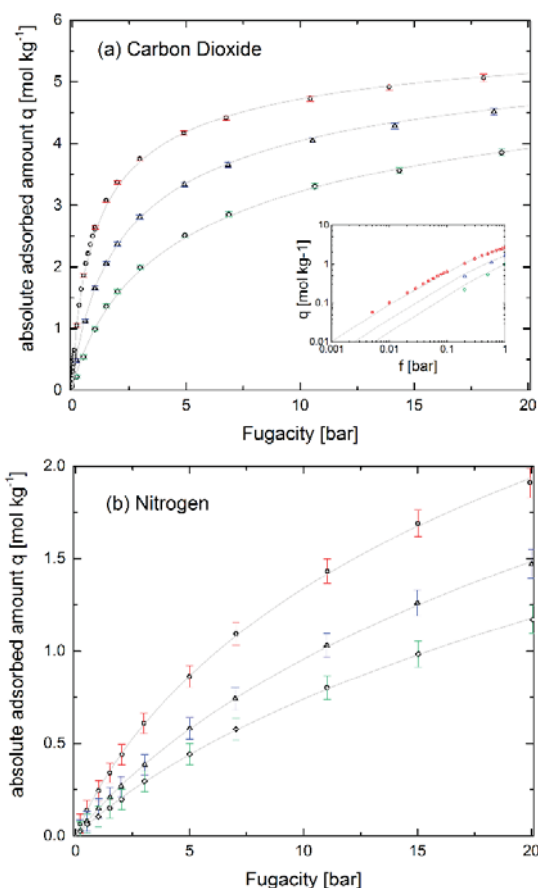 (a) Carbon Dioxide
absolute adsorbed amount q [mol kg⁻¹]
6
5
4
3
2
1
0
0 5 10 15 20
Fugacity [bar]
q [mol kg-1]
10
1
0.1
0.01
0.001 0.01 0.1 1
f [bar]
(b) Nitrogen
absolute adsorbed amount q [mol kg⁻¹]
2.0
1.5
1.0
0.5
0.0
0 5 10 15 20
Fugacity [bar]